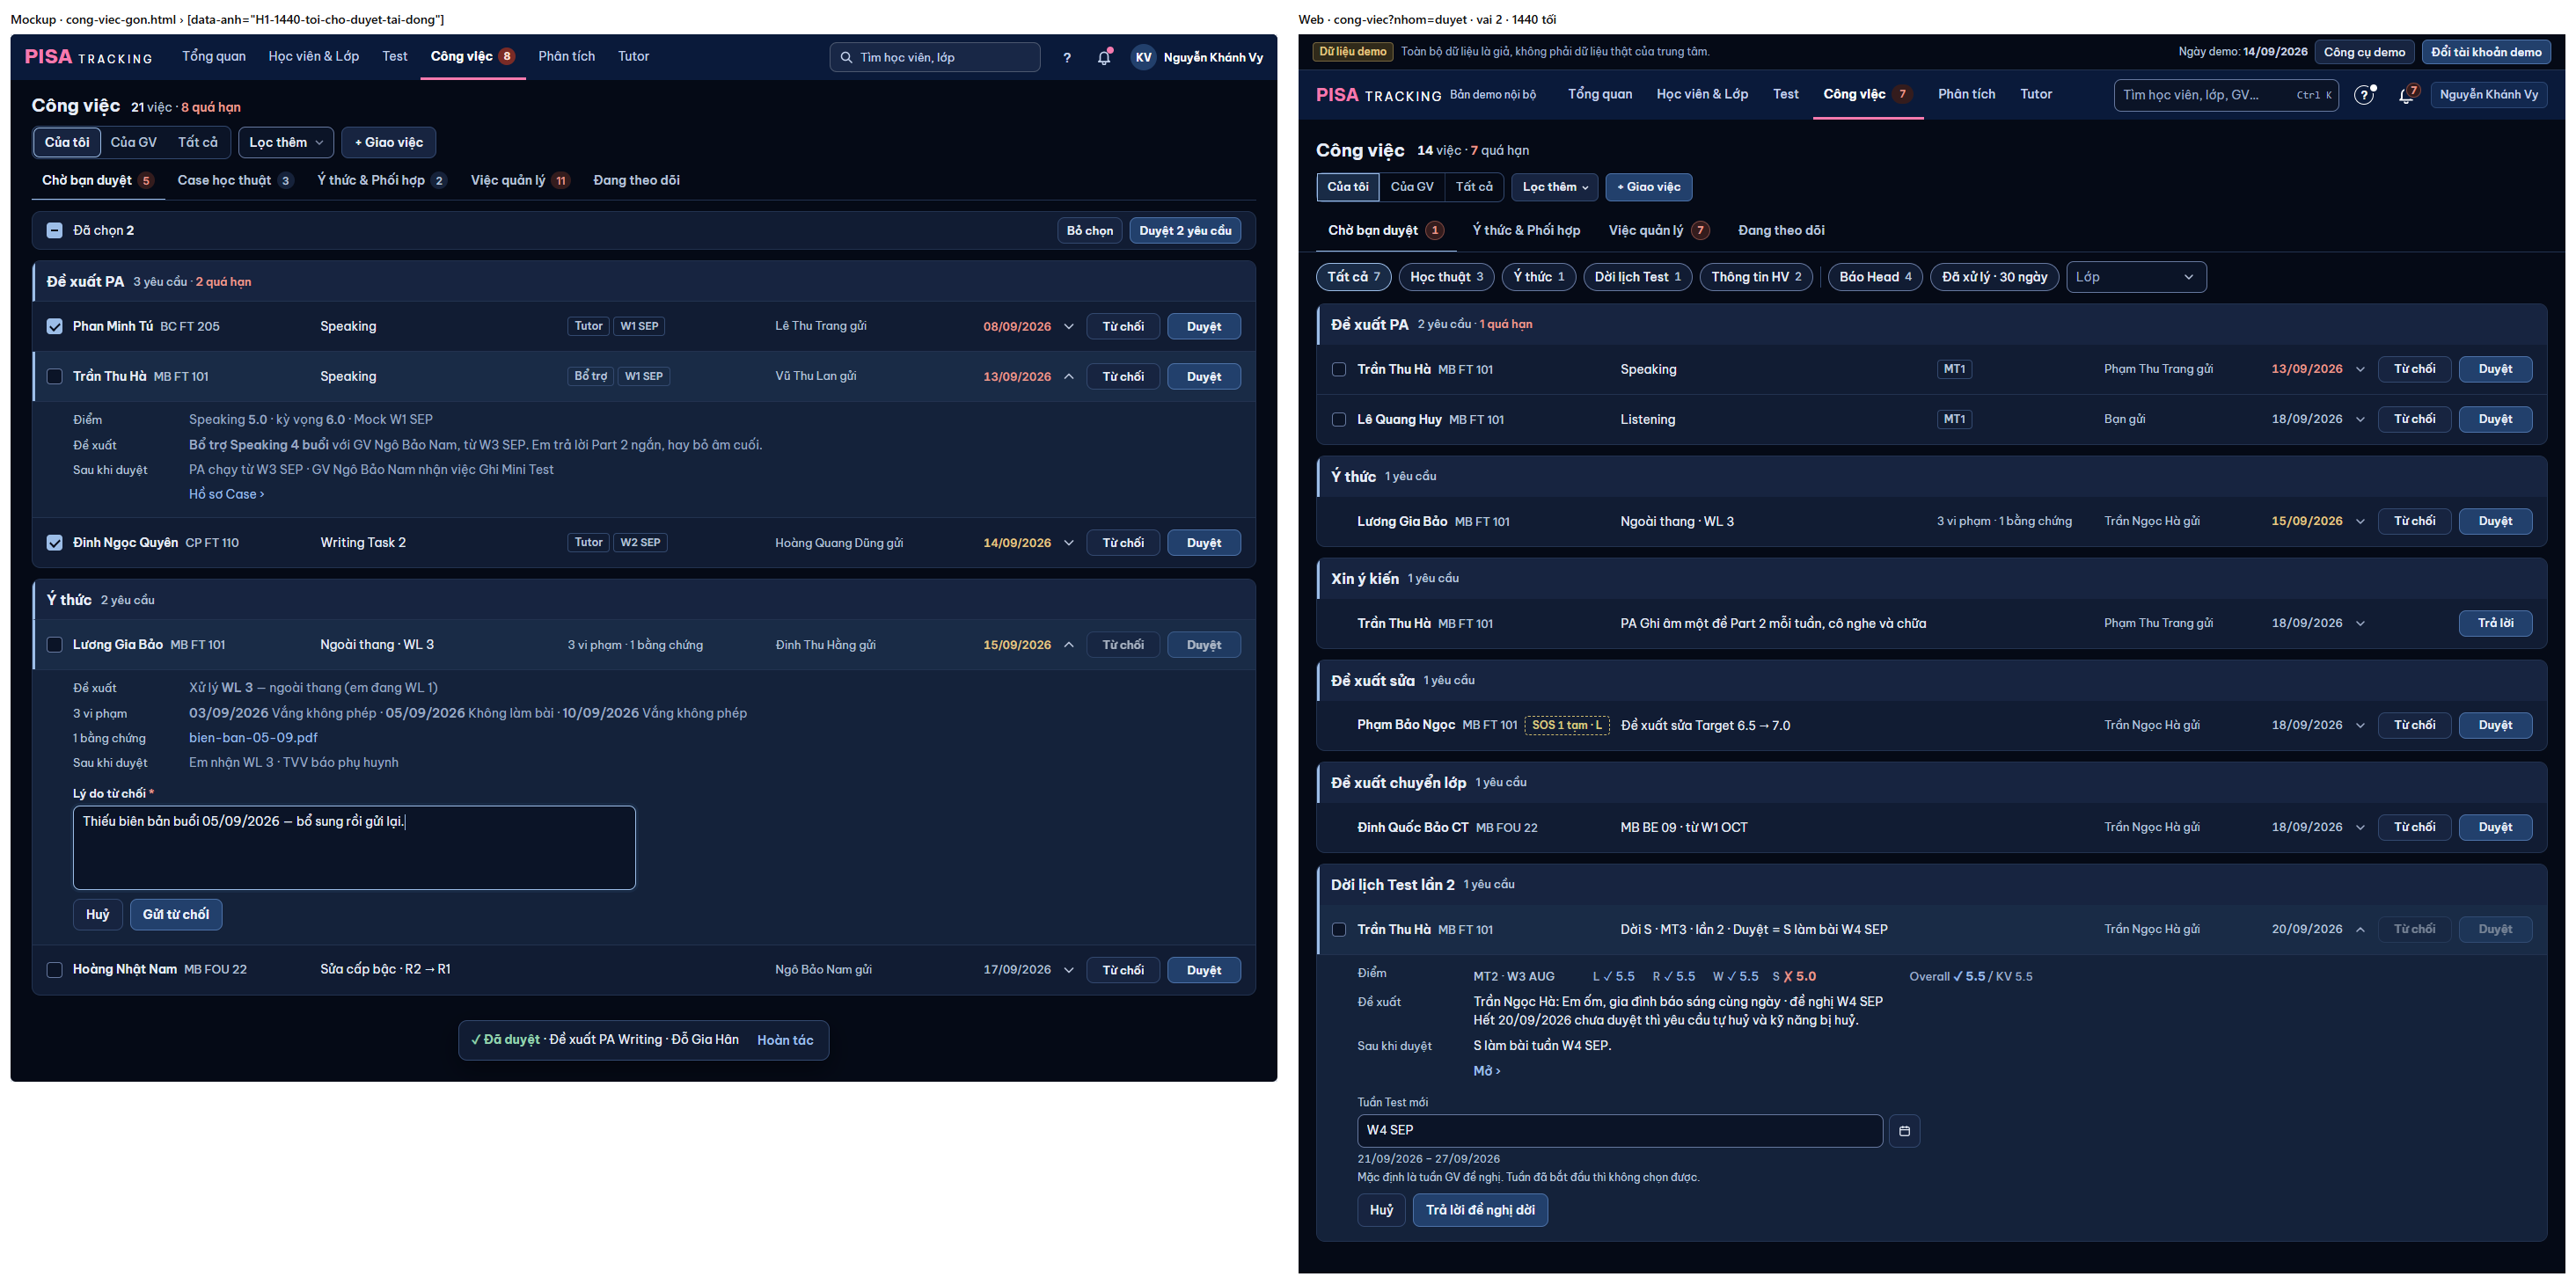 Mockup · cong-viec-gon.html › [data-anh="H1-1440-toi-cho-duyet-tai-dong"]
PISA TRACKING Tổng quan Học viên & Lớp Test Công việc 8 Phân tích Tutor Tìm học viên, lớp ? KV Nguyễn Khánh Vy
Công việc 21 việc · 8 quá hạn
Của tôi Của GV Tất cả Lọc thêm + Giao việc
Chờ bạn duyệt 5 Case học thuật 3 Ý thức & Phối hợp 2 Việc quản lý 11 Đang theo dõi
Đã chọn 2 Bỏ chọn Duyệt 2 yêu cầu
Đề xuất PA 3 yêu cầu · 2 quá hạn
Phan Minh Tú BC FT 205 Speaking Tutor W1 SEP Lê Thu Trang gửi 08/09/2026 Từ chối Duyệt
Trần Thu Hà MB FT 101 Speaking Bổ trợ W1 SEP Vũ Thu Lan gửi 13/09/2026 Từ chối Duyệt
Điểm Speaking 5.0 · kỳ vọng 6.0 · Mock W1 SEP
Đề xuất Bổ trợ Speaking 4 buổi với GV Ngô Bảo Nam, từ W3 SEP. Em trả lời Part 2 ngắn, hay bỏ âm cuối.
Sau khi duyệt PA chạy từ W3 SEP · GV Ngô Bảo Nam nhận việc Ghi Mini Test
Hồ sơ Case ›
Đinh Ngọc Quyên CP FT 110 Writing Task 2 Tutor W2 SEP Hoàng Quang Dũng gửi 14/09/2026 Từ chối Duyệt
Ý thức 2 yêu cầu
Lương Gia Bảo MB FT 101 Ngoài thang · WL 3 3 vi phạm · 1 bằng chứng Đinh Thu Hằng gửi 15/09/2026 Từ chối Duyệt
Đề xuất Xử lý WL 3 — ngoài thang (em đang WL 1)
3 vi phạm 03/09/2026 Vắng không phép · 05/09/2026 Không làm bài · 10/09/2026 Vắng không phép
1 bằng chứng bien-ban-05-09.pdf
Sau khi duyệt Em nhận WL 3 · TVV báo phụ huynh
Lý do từ chối *
Thiếu biên bản buổi 05/09/2026 — bổ sung rồi gửi lại.
Huỷ Gửi từ chối
Hoàng Nhật Nam MB FOU 22 Sửa cấp bậc · R2 → R1 Ngô Bảo Nam gửi 17/09/2026 Từ chối Duyệt
✓ Đã duyệt · Đề xuất PA Writing · Đỗ Gia Hân Hoàn tác
Web · cong-viec?nhom=duyet · vai 2 · 1440 tối
Dữ liệu demo Toàn bộ dữ liệu là giả, không phải dữ liệu thật của trung tâm. Ngày demo: 14/09/2026 Công cụ demo Đổi tài khoản demo
PISA TRACKING Bản demo nội bộ Tổng quan Học viên & Lớp Test Công việc 7 Phân tích Tutor Tìm học viên, lớp, GV... Ctrl K ? 7 Nguyễn Khánh Vy
Công việc 14 việc · 7 quá hạn
Của tôi Của GV Tất cả Lọc thêm + Giao việc
Chờ bạn duyệt 1 Ý thức & Phối hợp Việc quản lý 7 Đang theo dõi
Tất cả 7 Học thuật 3 Ý thức 1 Dời lịch Test 1 Thông tin HV 2 Báo Head 4 Đã xử lý · 30 ngày Lớp
Đề xuất PA 2 yêu cầu · 1 quá hạn
Trần Thu Hà MB FT 101 Speaking MT1 Phạm Thu Trang gửi 13/09/2026 Từ chối Duyệt
Lê Quang Huy MB FT 101 Listening MT1 Bạn gửi 18/09/2026 Từ chối Duyệt
Ý thức 1 yêu cầu
Lương Gia Bảo MB FT 101 Ngoài thang · WL 3 3 vi phạm · 1 bằng chứng Trần Ngọc Hà gửi 15/09/2026 Từ chối Duyệt
Xin ý kiến 1 yêu cầu
Trần Thu Hà MB FT 101 PA Ghi âm một đề Part 2 mỗi tuần, cô nghe và chữa Phạm Thu Trang gửi 18/09/2026 Trả lời
Đề xuất sửa 1 yêu cầu
Phạm Bảo Ngọc MB FT 101 SOS 1 tạm · L Đề xuất sửa Target 6.5 → 7.0 Trần Ngọc Hà gửi 18/09/2026 Từ chối Duyệt
Đề xuất chuyển lớp 1 yêu cầu
Đinh Quốc Bảo CT MB FOU 22 MB BE 09 · từ W1 OCT Trần Ngọc Hà gửi 18/09/2026 Từ chối Duyệt
Dời lịch Test lần 2 1 yêu cầu
Trần Thu Hà MB FT 101 Dời S · MT3 · lần 2 · Duyệt = S làm bài W4 SEP Trần Ngọc Hà gửi 20/09/2026 Từ chối Duyệt
Điểm MT2 · W3 AUG L ✓ 5.5 R ✓ 5.5 W ✓ 5.5 S ✗ 5.0 Overall ✓ 5.5 / KV 5.5
Đề xuất Trần Ngọc Hà: Em ốm, gia đình báo sáng cùng ngày · đề nghị W4 SEP
Hết 20/09/2026 chưa duyệt thì yêu cầu tự huỷ và kỹ năng bị huỷ.
Sau khi duyệt S làm bài tuần W4 SEP.
Mở ›
Tuần Test mới
W4 SEP
21/09/2026 – 27/09/2026
Mặc định là tuần GV đề nghị. Tuần đã bắt đầu thì không chọn được.
Huỷ Trả lời đề nghị dời